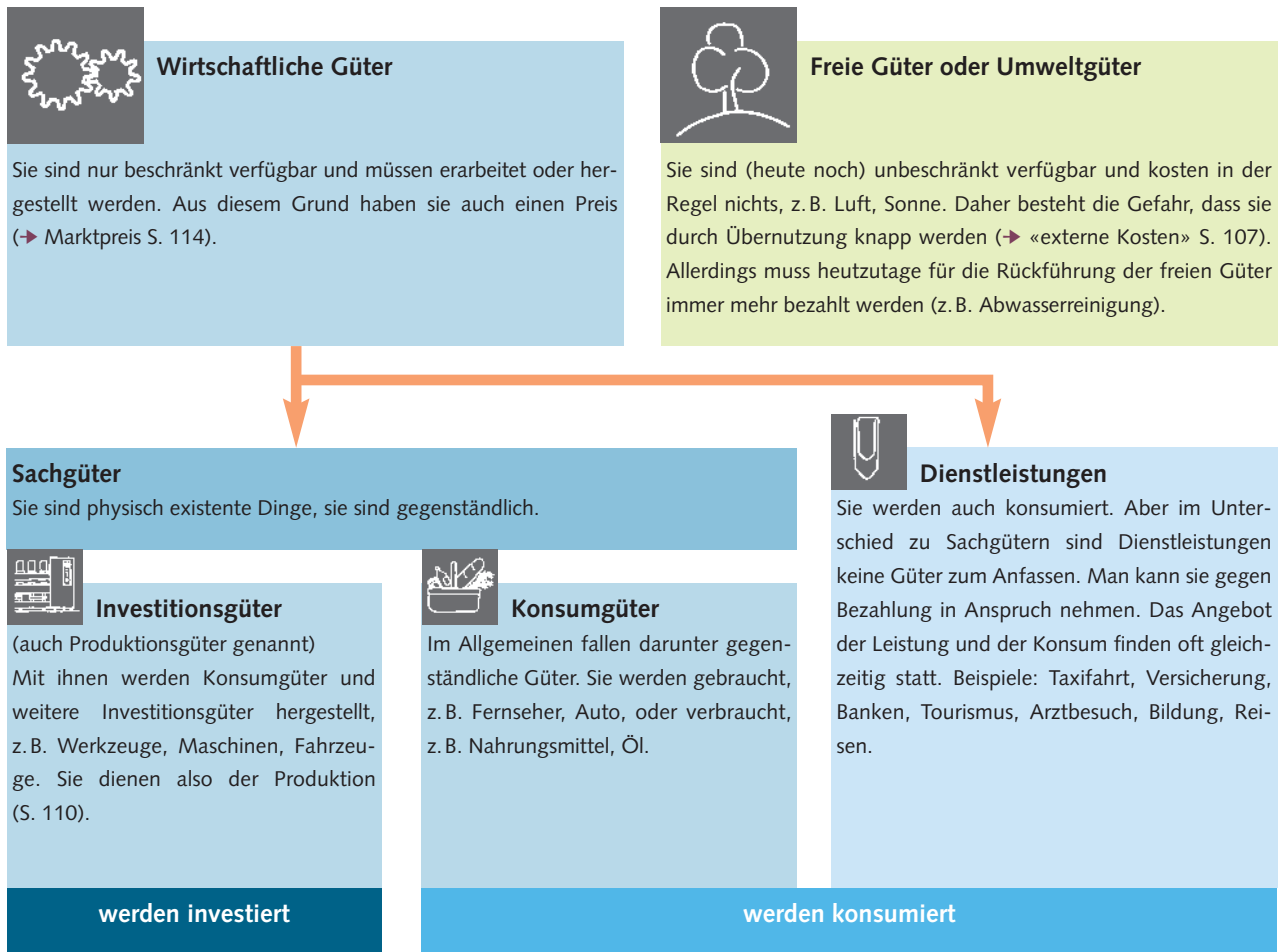 Wirtschaftliche Güter
Sie sind nur beschränkt verfügbar und müssen erarbeitet oder her-
gestellt werden. Aus diesem Grund haben sie auch einen Preis
(➔ Marktpreis S. 114).
Freie Güter oder Umweltgüter
Sie sind (heute noch) unbeschränkt verfügbar und kosten in der
Regel nichts, z. B. Luft, Sonne. Daher besteht die Gefahr, dass sie
durch Übernutzung knapp werden (➔ «externe Kosten» S. 107).
Allerdings muss heutzutage für die Rückführung der freien Güter
immer mehr bezahlt werden (z. B. Abwasserreinigung).
Sachgüter
Sie sind physisch existente Dinge, sie sind gegenständlich.
Investitionsgüter
(auch Produktionsgüter genannt)
Mit ihnen werden Konsumgüter und
weitere Investitionsgüter hergestellt,
z. B. Werkzeuge, Maschinen, Fahrzeu-
ge. Sie dienen also der Produktion
(S. 110).
werden investiert
Konsumgüter
Im Allgemeinen fallen darunter gegen-
ständliche Güter. Sie werden gebraucht,
z. B. Fernseher, Auto, oder verbraucht,
z. B. Nahrungsmittel, Öl.
Dienstleistungen
Sie werden auch konsumiert. Aber im Unter-
schied zu Sachgütern sind Dienstleistungen
keine Güter zum Anfassen. Man kann sie gegen
Bezahlung in Anspruch nehmen. Das Angebot
der Leistung und der Konsum finden oft gleich-
zeitig statt. Beispiele: Taxifahrt, Versicherung,
Banken, Tourismus, Arztbesuch, Bildung, Rei-
sen.
werden konsumiert